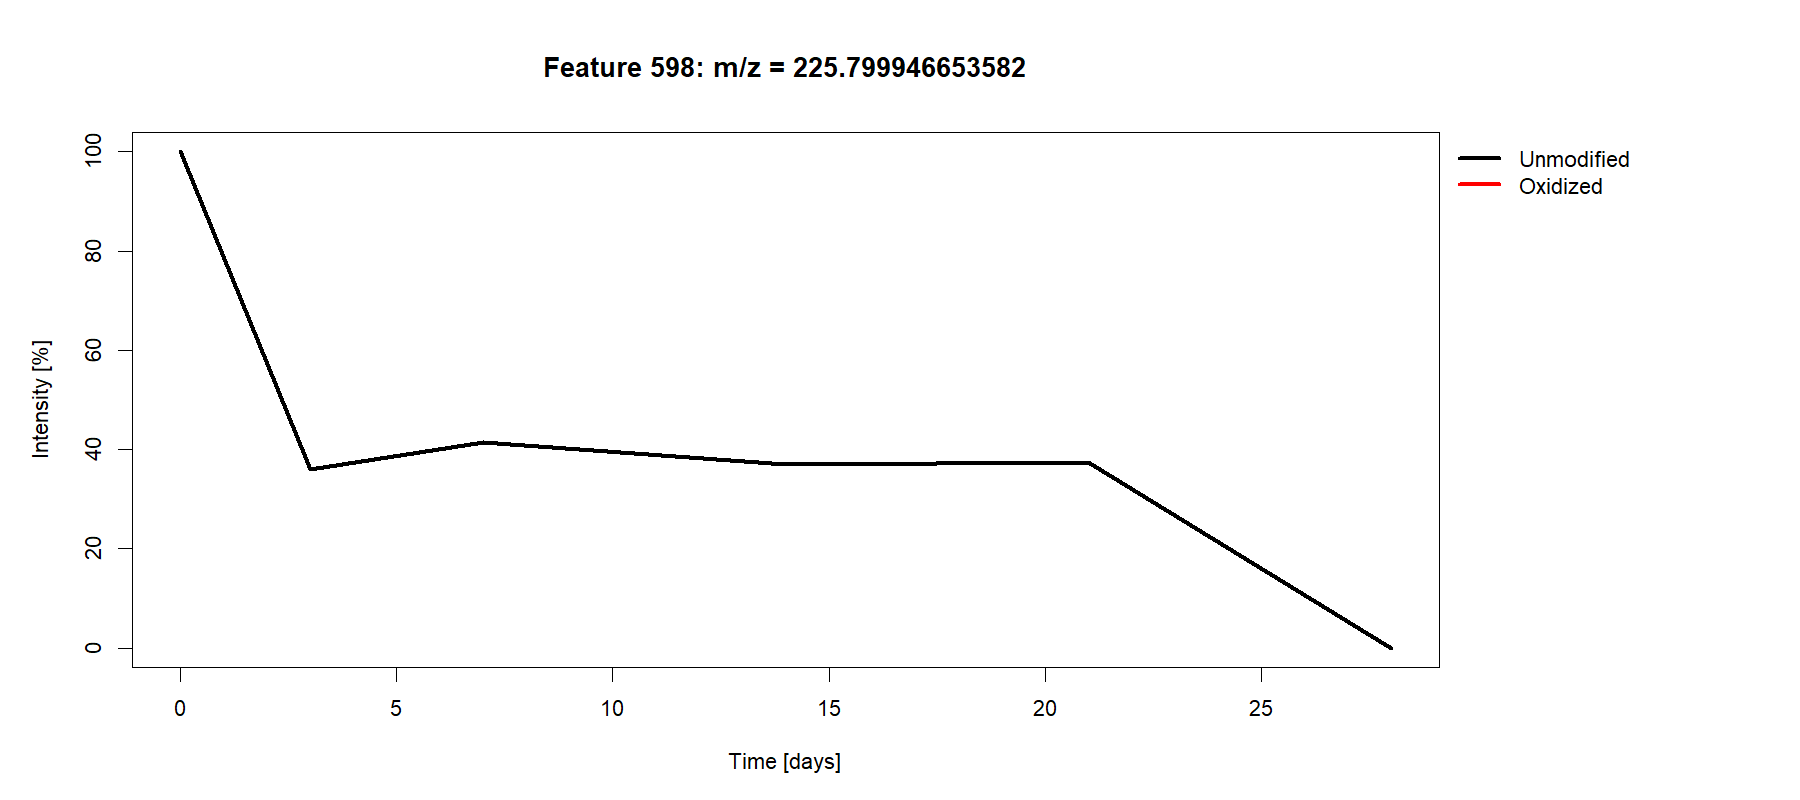 Feature 598: m/z = 225.799946653582
Unmodified
Oxidized
Intensity [%]
100
80
60
40
20
0
0 5 10 15 20 25
Time [days]